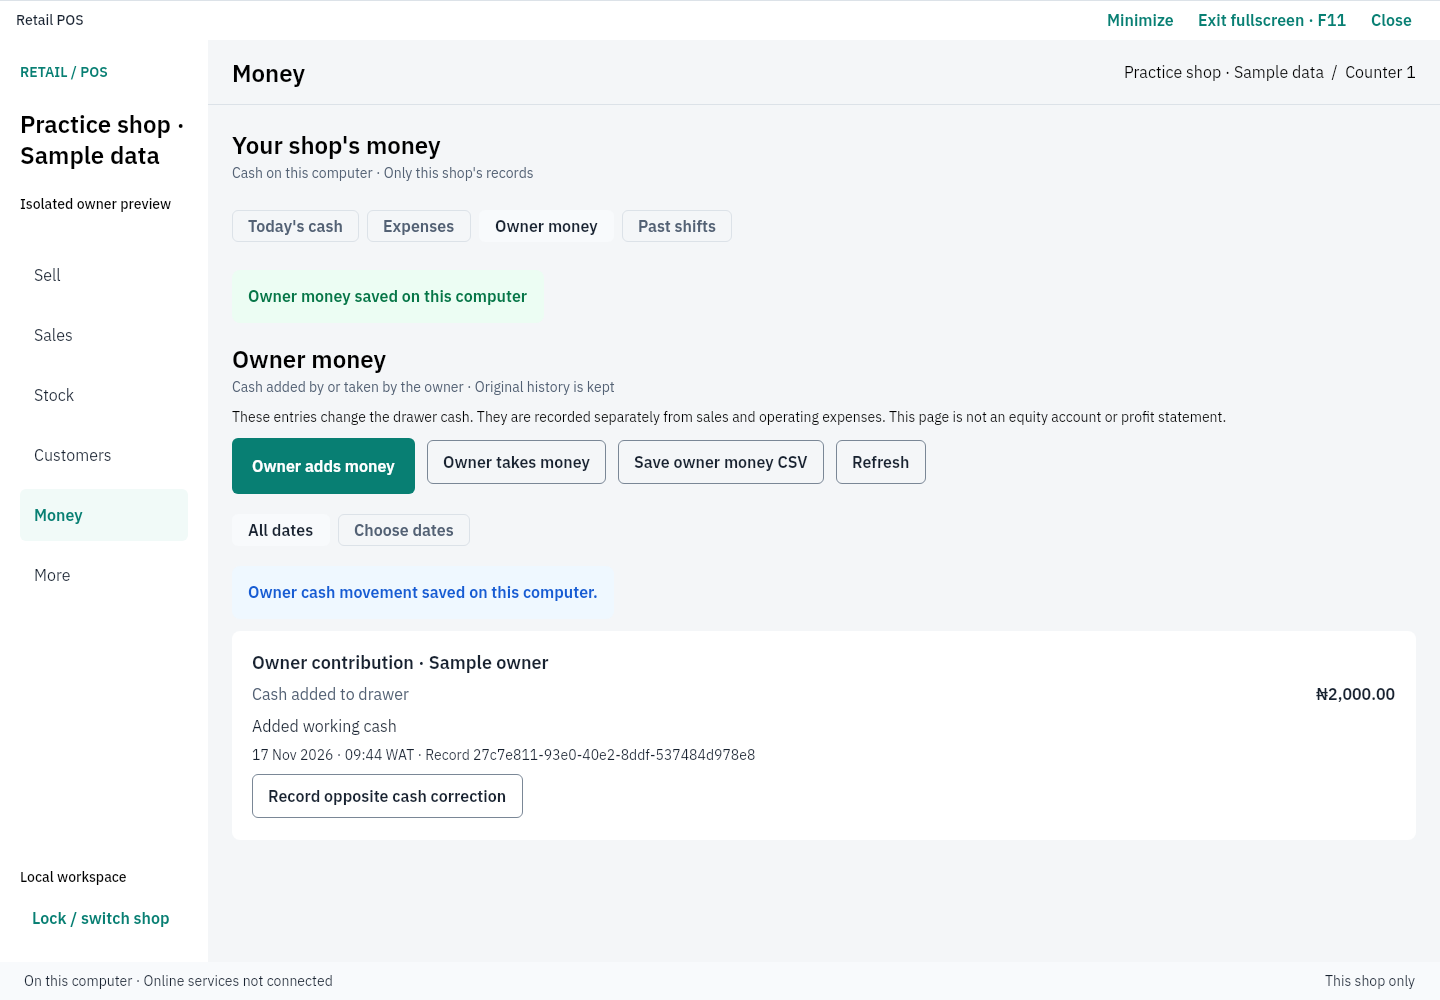 Retail POS
Minimize
Exit fullscreen · F11
Close
RETAIL / POS
Practice shop ·
Sample data
Isolated owner preview
Sell
Sales
Stock
Customers
Money
More
Local workspace
Lock / switch shop
Money
Practice shop · Sample data / Counter 1
Your shop's money
Cash on this computer · Only this shop's records
Today's cash
Expenses
Owner money
Past shifts
Owner money saved on this computer
Owner money
Cash added by or taken by the owner · Original history is kept
These entries change the drawer cash. They are recorded separately from sales and operating expenses. This page is not an equity account or profit statement.
Owner adds money
Owner takes money
Save owner money CSV
Refresh
All dates
Choose dates
Owner cash movement saved on this computer.
Owner contribution · Sample owner
Cash added to drawer
₦2,000.00
Added working cash
17 Nov 2026 · 09:44 WAT · Record 27c7e811-93e0-40e2-8ddf-537484d978e8
Record opposite cash correction
On this computer · Online services not connected
This shop only